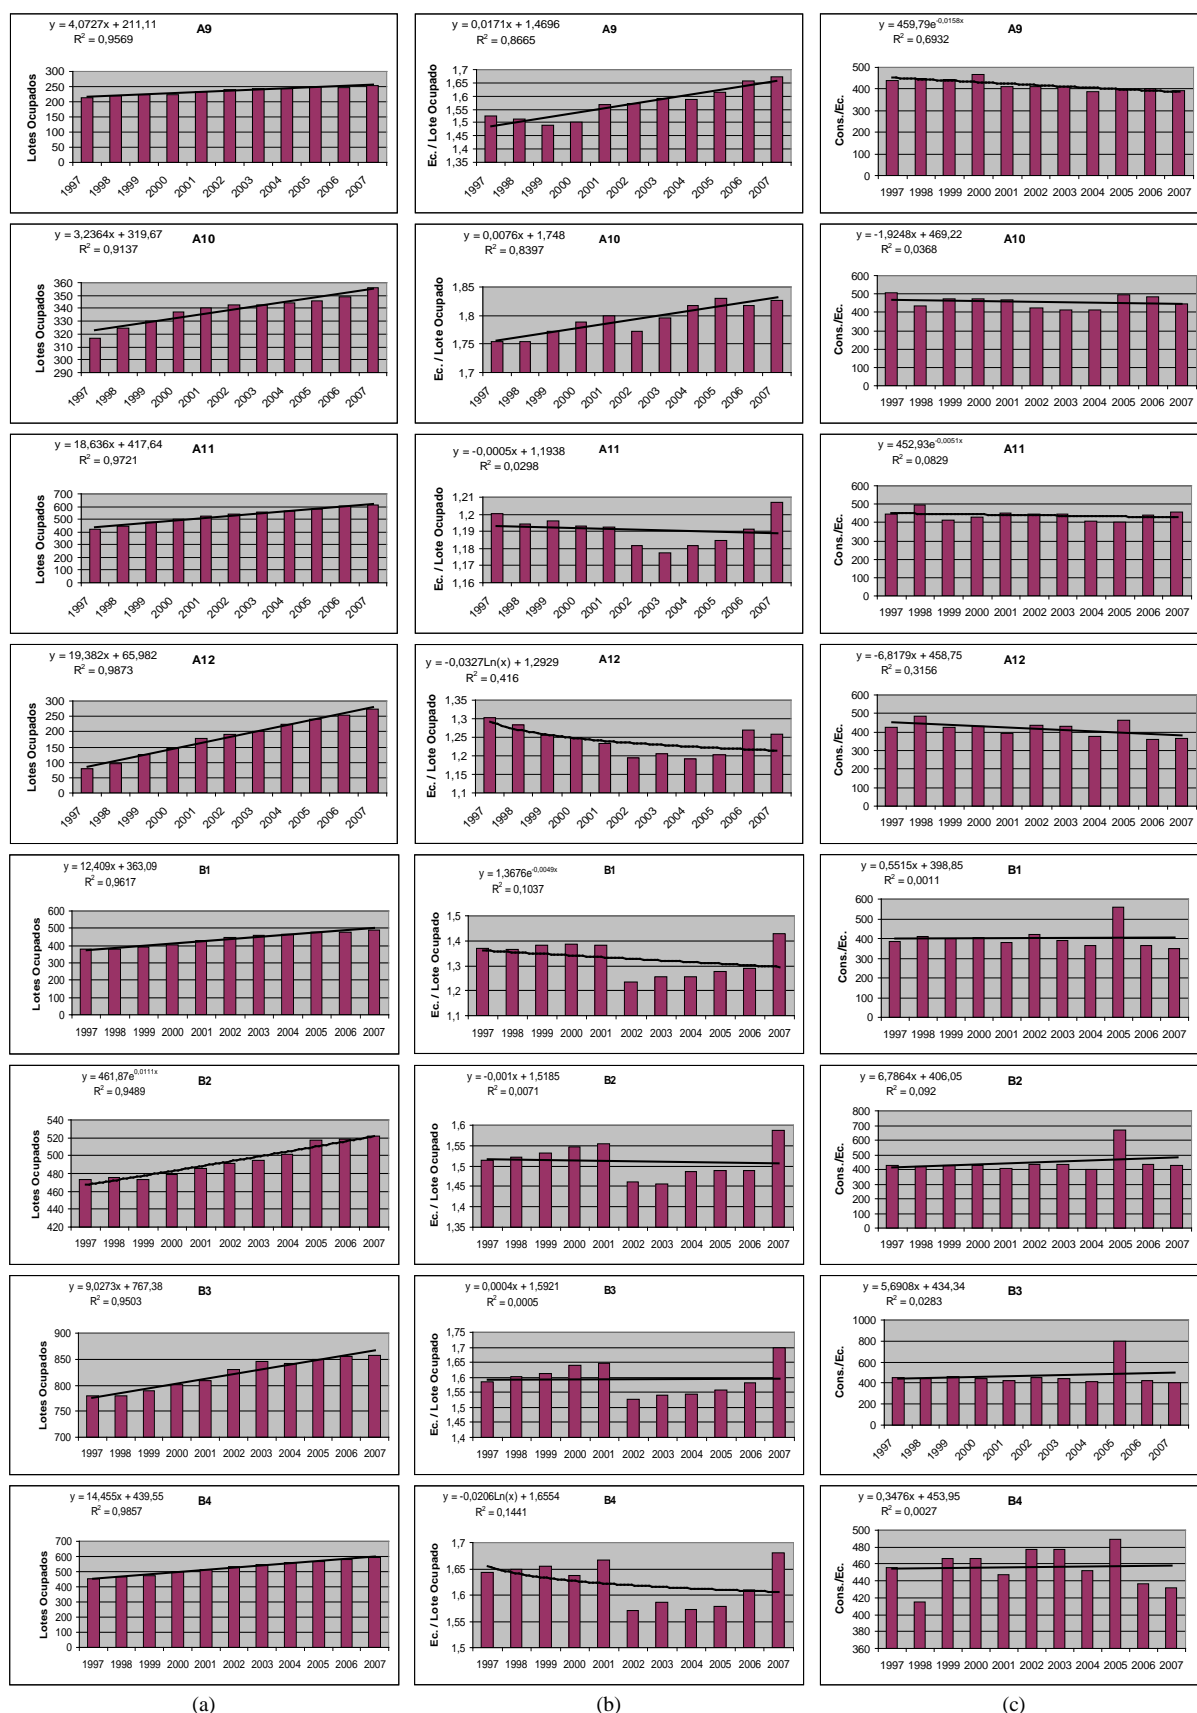 y = 4,0727x + 211,11
R² = 0,9569
A9
Lotes Ocupados
300
250
200
150
100
50
0
1997 1998 1999 2000 2001 2002 2003 2004 2005 2006 2007
y = 0,0171x + 1,4696
R² = 0,8665
A9
Ec. / Lote Ocupado
1,7
1,65
1,6
1,55
1,5
1,45
1,4
1,35
1997 1998 1999 2000 2001 2002 2003 2004 2005 2006 2007
y = 459,79e^-0,0158x
R² = 0,6932
A9
Cons./Ec.
500
400
300
200
100
0
1997 1998 1999 2000 2001 2002 2003 2004 2005 2006 2007
y = 3,2364x + 319,67
R² = 0,9137
A10
Lotes Ocupados
360
350
340
330
320
310
300
290
1997 1998 1999 2000 2001 2002 2003 2004 2005 2006 2007
y = 0,0076x + 1,748
R² = 0,8397
A10
Ec. / Lote Ocupado
1,85
1,8
1,75
1,7
1997 1998 1999 2000 2001 2002 2003 2004 2005 2006 2007
y = -1,9248x + 469,22
R² = 0,0368
A10
Cons./Ec.
600
500
400
300
200
100
0
1997 1998 1999 2000 2001 2002 2003 2004 2005 2006 2007
y = 18,636x + 417,64
R² = 0,9721
A11
Lotes Ocupados
700
600
500
400
300
200
100
0
1997 1998 1999 2000 2001 2002 2003 2004 2005 2006 2007
y = -0,0005x + 1,1938
R² = 0,0298
A11
Ec. / Lote Ocupado
1,21
1,2
1,19
1,18
1,17
1,16
1997 1998 1999 2000 2001 2002 2003 2004 2005 2006 2007
y = 452,93e^-0,0051x
R² = 0,0829
A11
Cons./Ec.
600
500
400
300
200
100
0
1997 1998 1999 2000 2001 2002 2003 2004 2005 2006 2007
y = 19,382x + 65,982
R² = 0,9873
A12
Lotes Ocupados
300
250
200
150
100
50
0
1997 1998 1999 2000 2001 2002 2003 2004 2005 2006 2007
y = -0,0327Ln(x) + 1,2929
R² = 0,416
A12
Ec. / Lote Ocupado
1,35
1,3
1,25
1,2
1,15
1,1
1997 1998 1999 2000 2001 2002 2003 2004 2005 2006 2007
y = -6,8179x + 458,75
R² = 0,3156
A12
Cons./Ec.
600
500
400
300
200
100
0
1997 1998 1999 2000 2001 2002 2003 2004 2005 2006 2007
y = 12,409x + 363,09
R² = 0,9617
B1
Lotes Ocupados
600
500
400
300
200
100
0
1997 1998 1999 2000 2001 2002 2003 2004 2005 2006 2007
y = 1,3676e^-0,0049x
R² = 0,1037
B1
Ec. / Lote Ocupado
1,5
1,4
1,3
1,2
1,1
1997 1998 1999 2000 2001 2002 2003 2004 2005 2006 2007
y = 0,5515x + 398,85
R² = 0,0011
B1
Cons./Ec.
600
500
400
300
200
100
0
1997 1998 1999 2000 2001 2002 2003 2004 2005 2006 2007
y = 461,87e^0,0111x
R² = 0,9489
B2
Lotes Ocupados
540
520
500
480
460
440
420
1997 1998 1999 2000 2001 2002 2003 2004 2005 2006 2007
y = -0,001x + 1,5185
R² = 0,0071
B2
Ec. / Lote Ocupado
1,6
1,55
1,5
1,45
1,4
1,35
1997 1998 1999 2000 2001 2002 2003 2004 2005 2006 2007
y = 6,7864x + 406,05
R² = 0,092
B2
Cons./Ec.
800
700
600
500
400
300
200
100
0
1997 1998 1999 2000 2001 2002 2003 2004 2005 2006 2007
y = 9,0273x + 767,38
R² = 0,9503
B3
Lotes Ocupados
900
850
800
750
700
1997 1998 1999 2000 2001 2002 2003 2004 2005 2006 2007
y = 0,0004x + 1,5921
R² = 0,0005
B3
Ec. / Lote Ocupado
1,75
1,7
1,65
1,6
1,55
1,5
1,45
1,4
1997 1998 1999 2000 2001 2002 2003 2004 2005 2006 2007
y = 5,6908x + 434,34
R² = 0,0283
B3
Cons./Ec.
1000
800
600
400
200
0
1997 1998 1999 2000 2001 2002 2003 2004 2005 2006 2007
y = 14,455x + 439,55
R² = 0,9857
B4
Lotes Ocupados
700
600
500
400
300
200
100
0
1997 1998 1999 2000 2001 2002 2003 2004 2005 2006 2007
y = -0,0206Ln(x) + 1,6554
R² = 0,1441
B4
Ec. / Lote Ocupado
1,7
1,65
1,6
1,55
1,5
1997 1998 1999 2000 2001 2002 2003 2004 2005 2006 2007
y = 0,3476x + 453,95
R² = 0,0027
B4
Cons./Ec.
500
480
460
440
420
400
380
360
1997 1998 1999 2000 2001 2002 2003 2004 2005 2006 2007
(a) (b) (c)